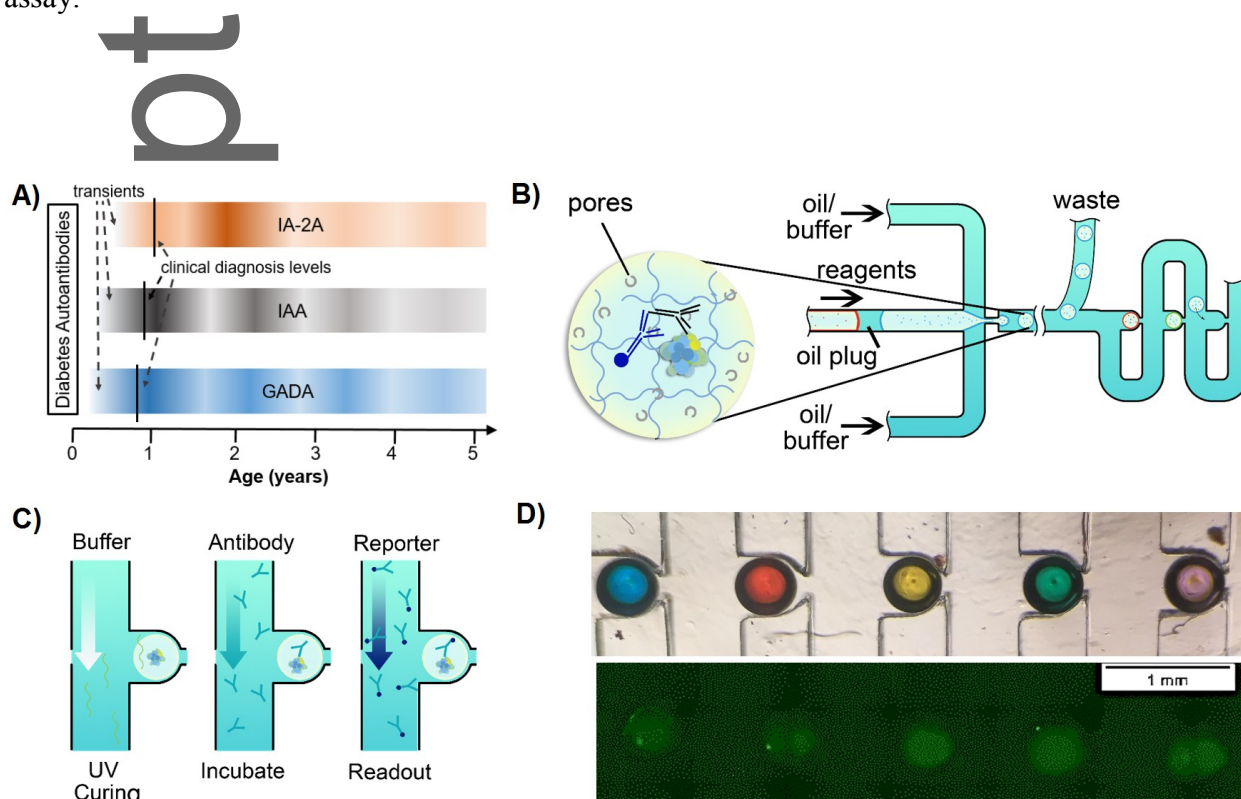 assay.
pt
A)
transients
Diabetes Autoantibodies
IA-2A
clinical diagnosis levels
IAA
GADA
0 1 2 3 4 5
Age (years)
B)
pores
oil/
buffer
waste
reagents
oil plug
oil/
buffer
C)
Buffer
Antibody
Reporter
UV
Curing
Incubate
Readout
D)
1 mm